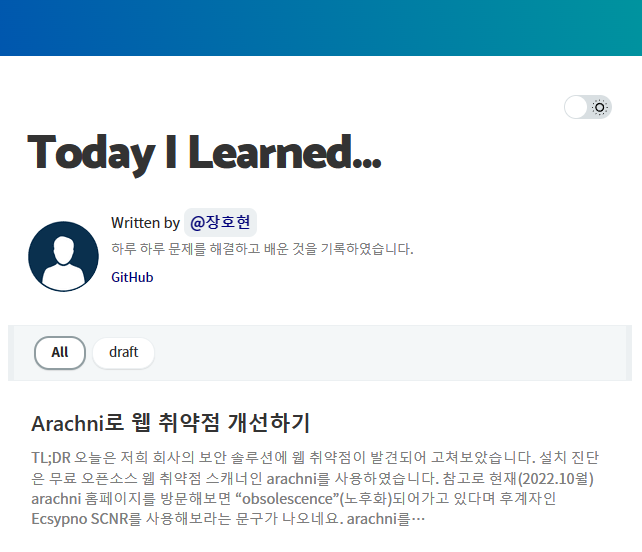 Today I Learned...
Written by @장호현
하루 하루 문제를 해결하고 배운 것을 기록하였습니다.
GitHub
All draft
Arachni로 웹 취약점 개선하기
TL;DR 오늘은 저희 회사의 보안 솔루션에 웹 취약점이 발견되어 고쳐보았습니다. 설치 진단
은 무료 오픈소스 웹 취약점 스캐너인 arachni를 사용하였습니다. 참고로 현재(2022.10월)
arachni 홈페이지를 방문해보면 “obsolescence”(노후화)되어가고 있다며 후계자인
Ecsypno SCNR를 사용해보라는 문구가 나오네요. arachni를…